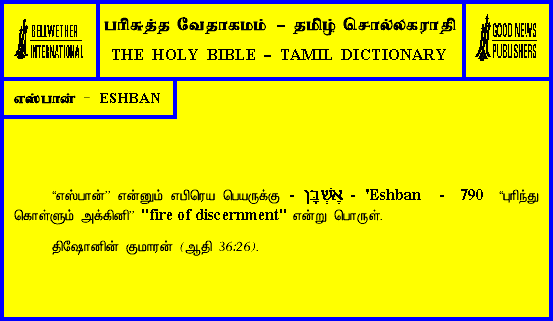 BELLWETHER
INTERNATIONAL
பரிசுத்த வேதாகமம் – தமிழ் சொல்லகராதி
THE HOLY BIBLE – TAMIL DICTIONARY
GOOD NEWS
PUBLISHERS
எஸ்பான் – ESHBAN
“எஸ்பான்” என்னும் எபிரெய பெயருக்கு - אֶשְׁבָּן - 'Eshban - 790 “புரிந்து
கொள்ளும் அக்கினி” "fire of discernment" என்று பொருள்.
திஷோனின் குமாரன் (ஆதி 36:26).